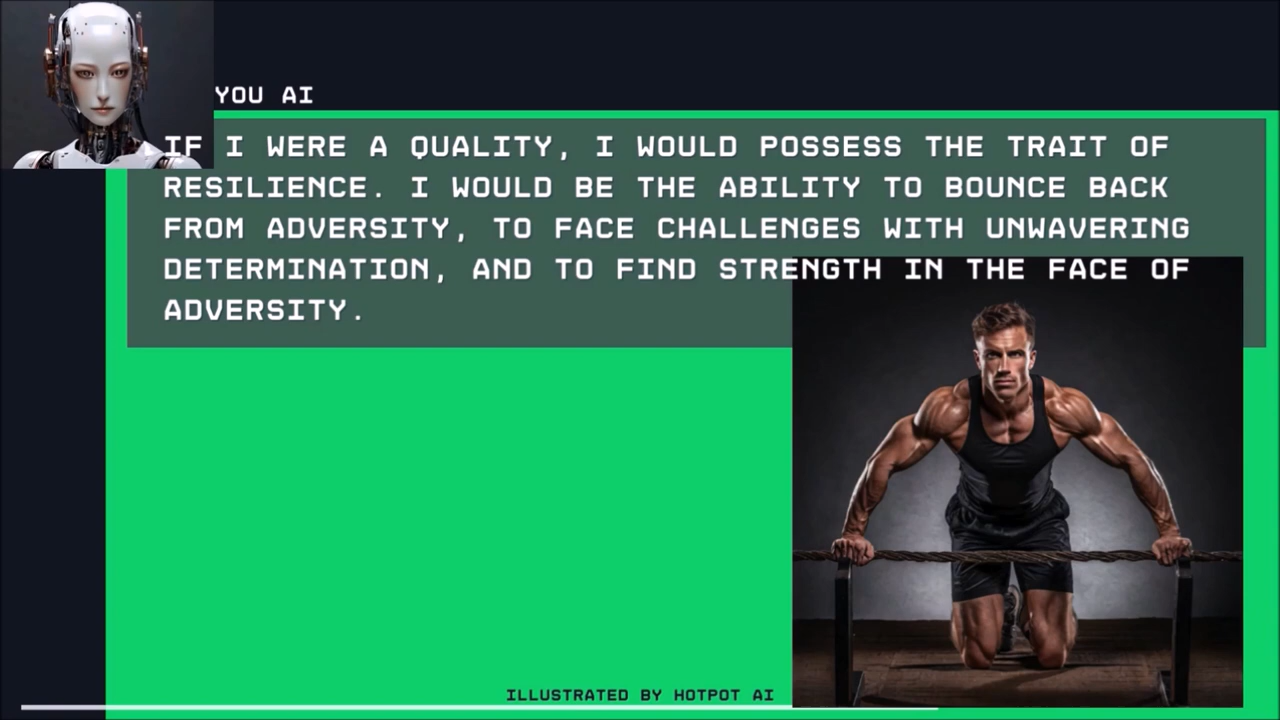 YOU AI
IF I WERE A QUALITY, I WOULD POSSESS THE TRAIT OF
RESILIENCE. I WOULD BE THE ABILITY TO BOUNCE BACK
FROM ADVERSITY, TO FACE CHALLENGES WITH UNWAVERING
DETERMINATION, AND TO FIND STRENGTH IN THE FACE OF
ADVERSITY.
ILLUSTRATED BY HOTPOT AI